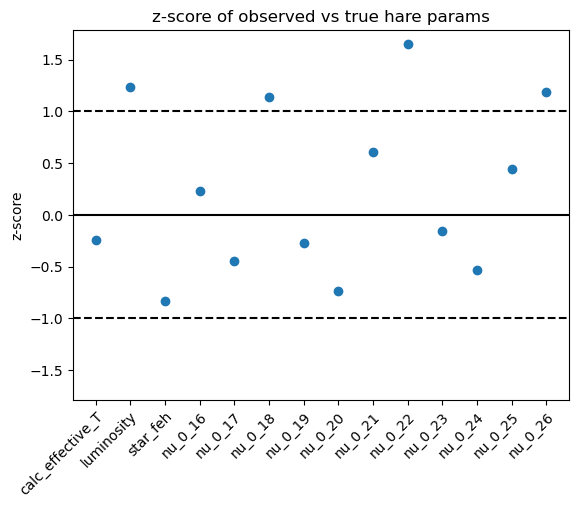 z-score of observed vs true hare params
z-score
1.5
1.0
0.5
0.0
−0.5
−1.0
−1.5
calc_effective_T
luminosity
star_feh
nu_0_16
nu_0_17
nu_0_18
nu_0_19
nu_0_20
nu_0_21
nu_0_22
nu_0_23
nu_0_24
nu_0_25
nu_0_26